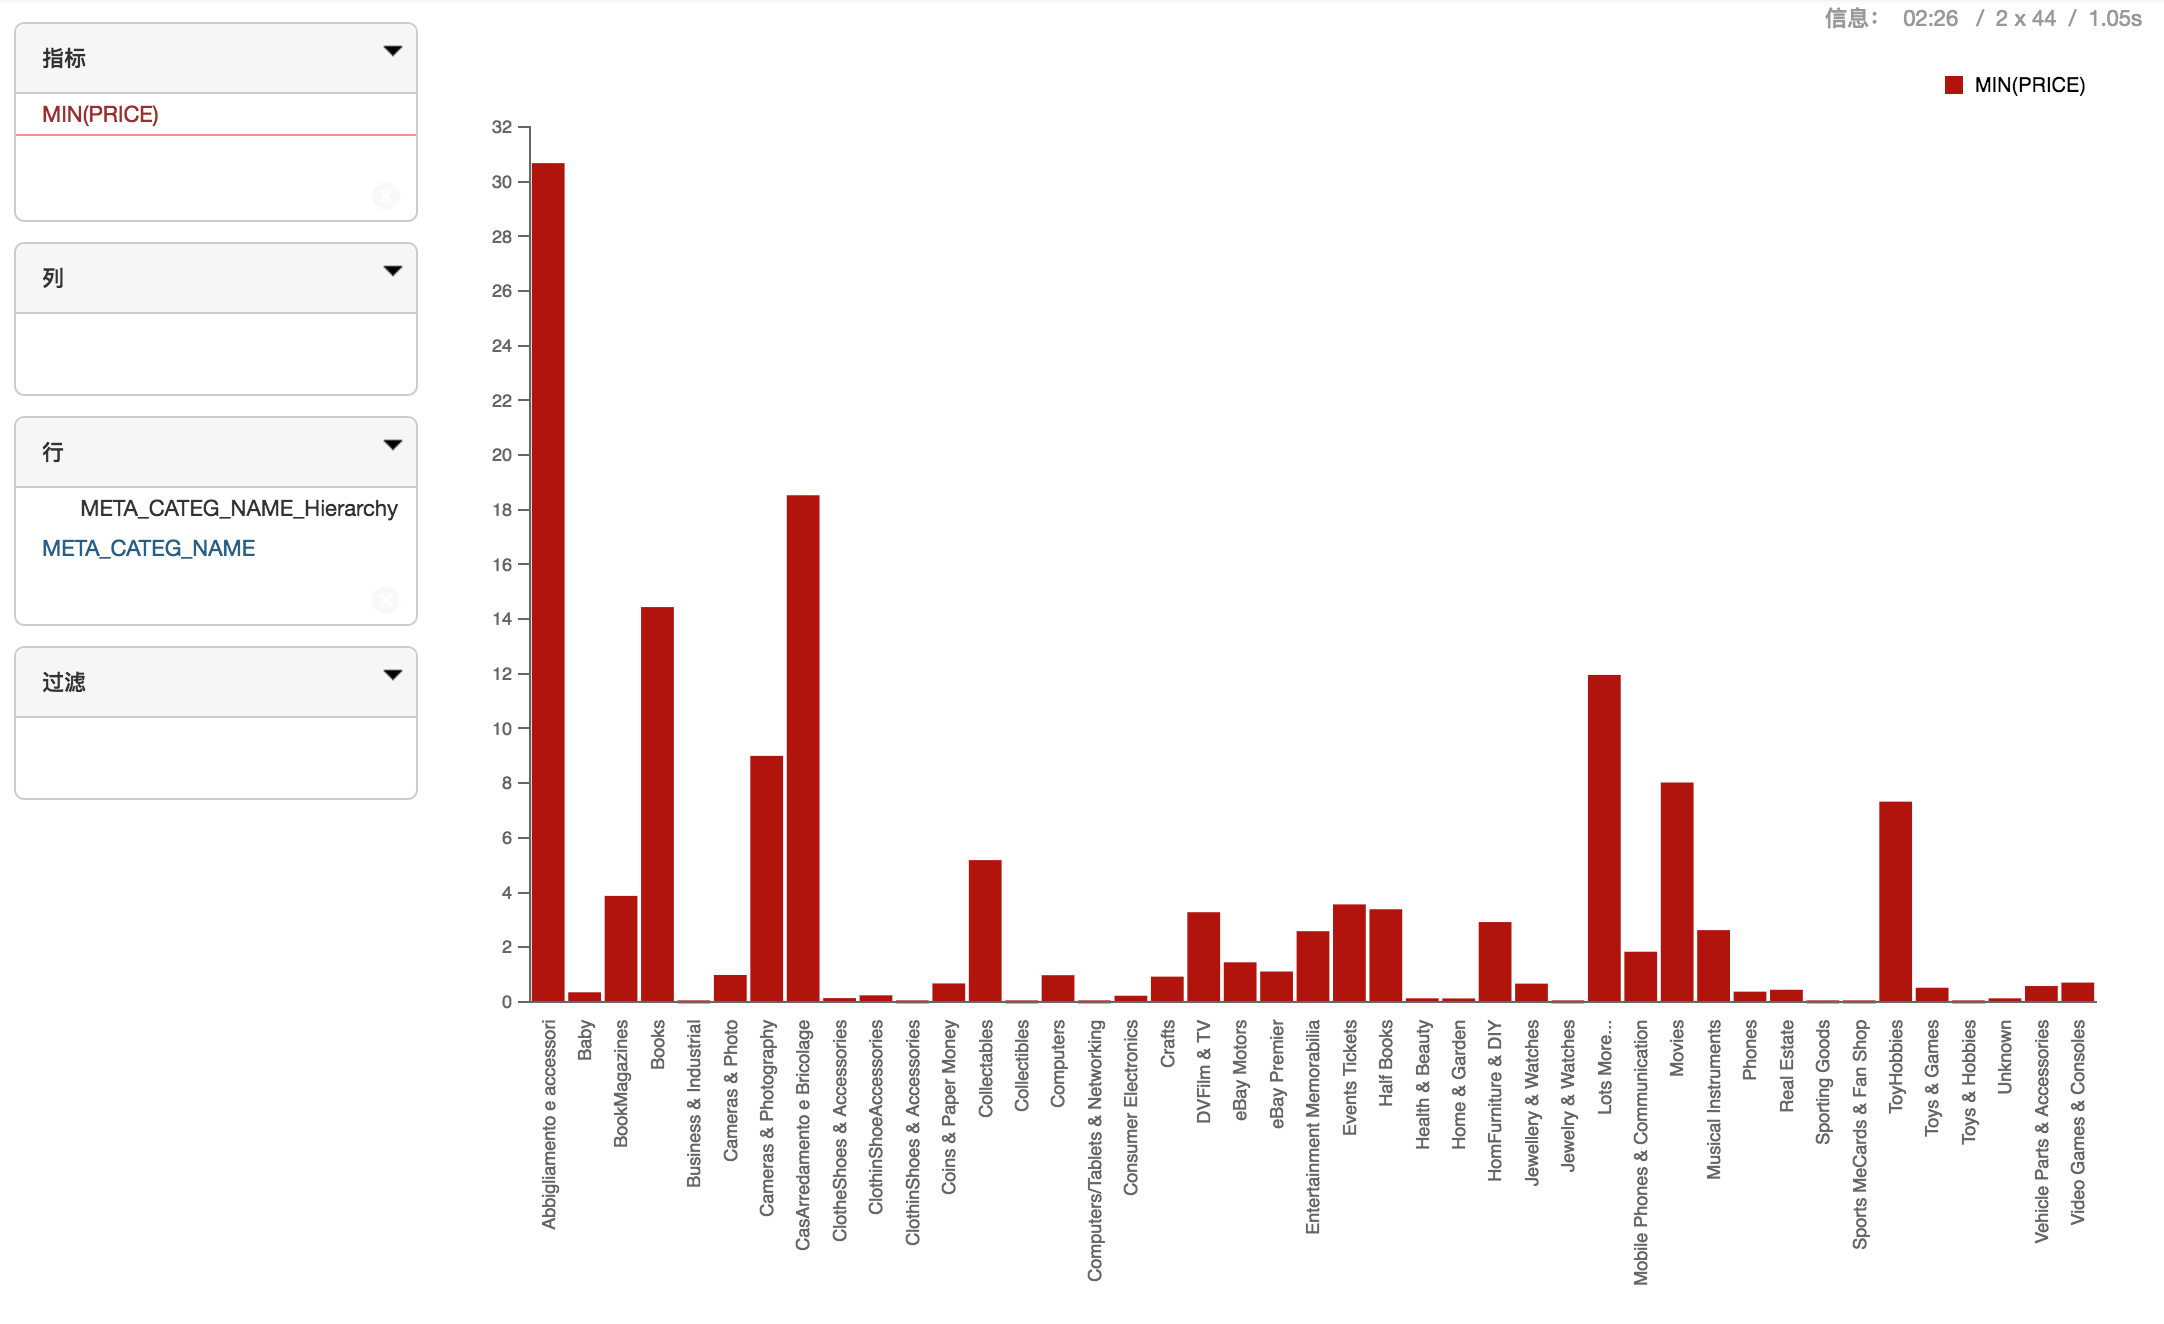 信息： 02:26 / 2 x 44 / 1.05s
指标
MIN(PRICE)
列
行
META_CATEG_NAME_Hierarchy
META_CATEG_NAME
过滤
MIN(PRICE)
32
30
28
26
24
22
20
18
16
14
12
10
8
6
4
2
0
Abbigliamento e accessori
Baby
BookMagazines
Books
Business & Industrial
Cameras & Photo
Cameras & Photography
CasArredamento e Bricolage
ClotheShoes & Accessories
ClothinShoeAccessories
ClothinShoes & Accessories
Coins & Paper Money
Collectables
Collectibles
Computers
Computers/Tablets & Networking
Consumer Electronics
Crafts
DVFilm & TV
eBay Motors
eBay Premier
Entertainment Memorabilia
Events Tickets
Half Books
Health & Beauty
Home & Garden
HomFurniture & DIY
Jewellery & Watches
Jewelry & Watches
Lots More...
Mobile Phones & Communication
Movies
Musical Instruments
Phones
Real Estate
Sporting Goods
Sports MeCards & Fan Shop
ToyHobbies
Toys & Games
Toys & Hobbies
Unknown
Vehicle Parts & Accessories
Video Games & Consoles